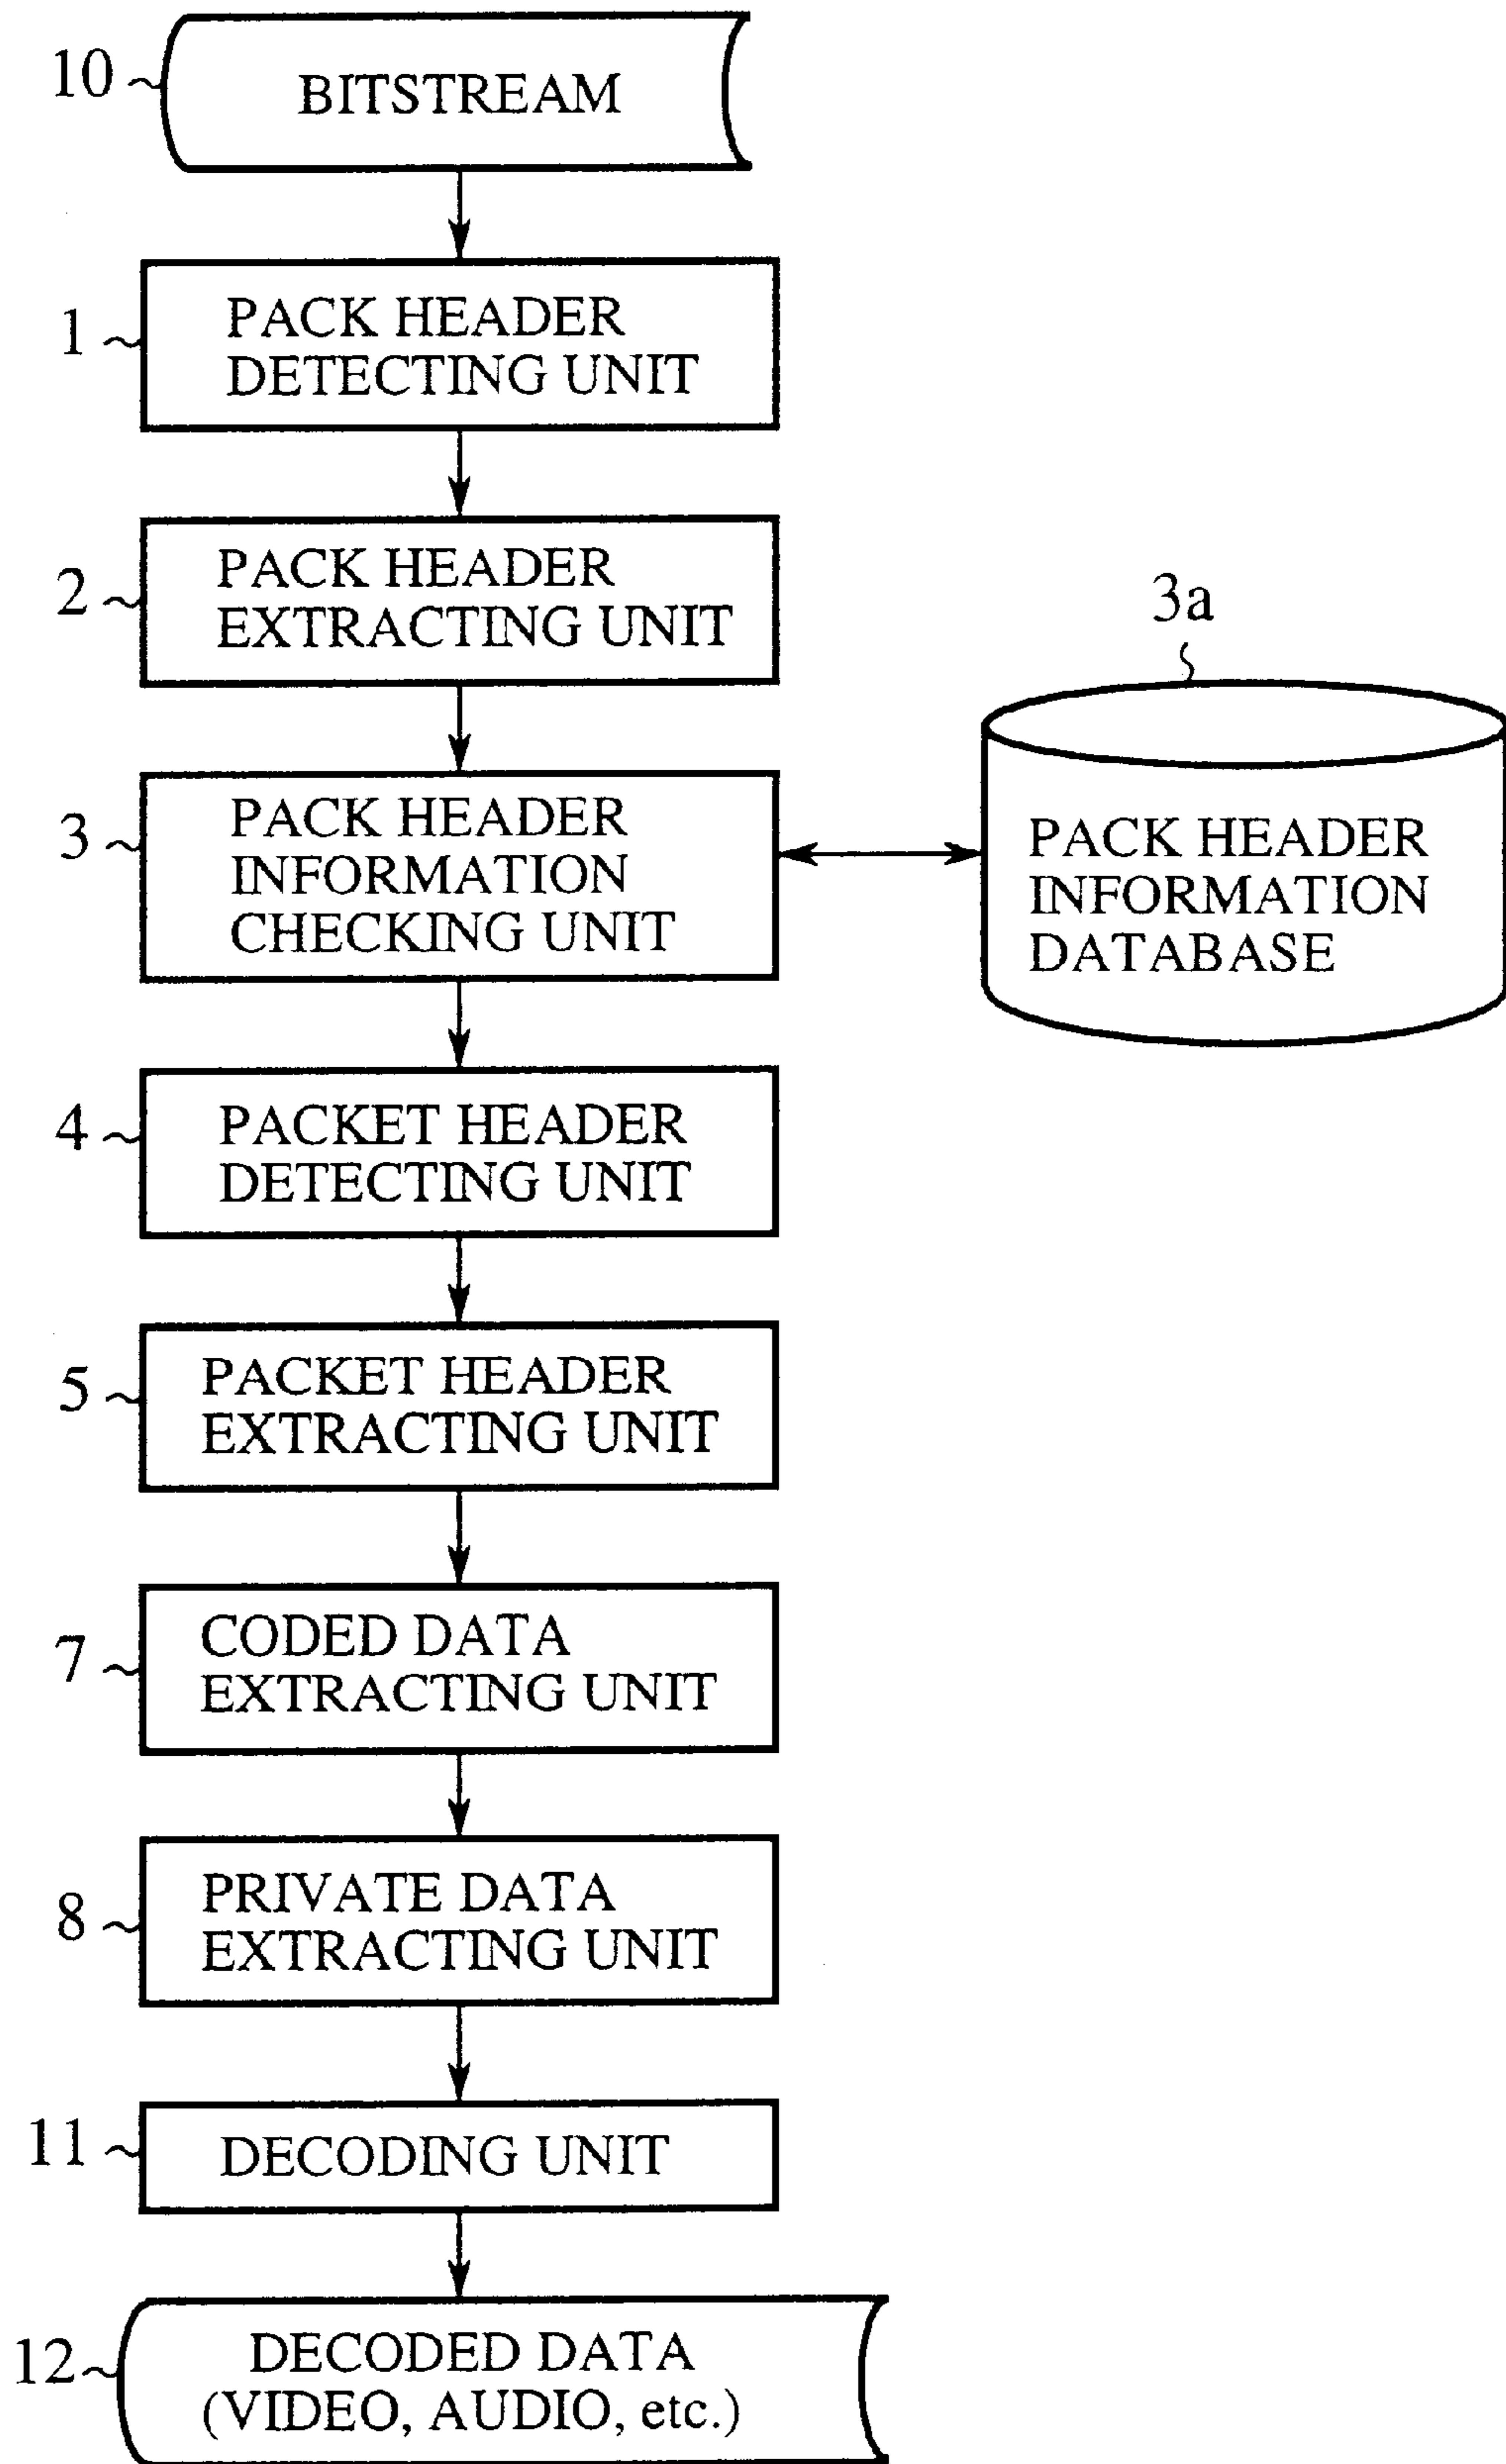 10
BITSTREAM
1
PACK HEADER
DETECTING UNIT
2
PACK HEADER
EXTRACTING UNIT
3a
3
PACK HEADER
INFORMATION
CHECKING UNIT
PACK HEADER
INFORMATION
DATABASE
4
PACKET HEADER
DETECTING UNIT
5
PACKET HEADER
EXTRACTING UNIT
7
CODED DATA
EXTRACTING UNIT
8
PRIVATE DATA
EXTRACTING UNIT
11
DECODING UNIT
12
DECODED DATA
(VIDEO, AUDIO, etc.)